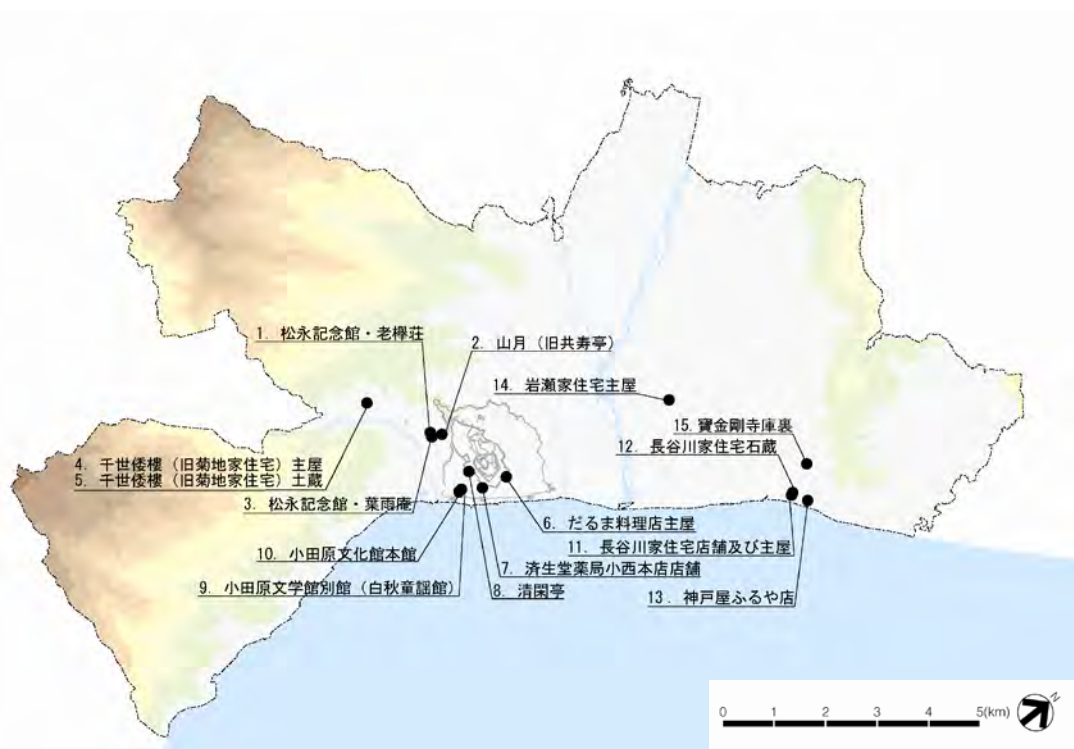 1. 松永記念館・老欅荘
2. 山月（旧共寿亭）
14. 岩瀬家住宅主屋
15. 寶金剛寺庫裏
12. 長谷川家住宅石蔵
4. 千世倭樓（旧菊地家住宅）主屋
5. 千世倭樓（旧菊地家住宅）土蔵
3. 松永記念館・葉雨庵
6. だるま料理店主屋
10. 小田原文化館本館
11. 長谷川家住宅店舗及び主屋
7. 済生堂薬局小西本店店舗
9. 小田原文学館別館（白秋童謡館）
8. 清閑亭
13. 神戸屋ふるや店
0 1 2 3 4 5(km)
N